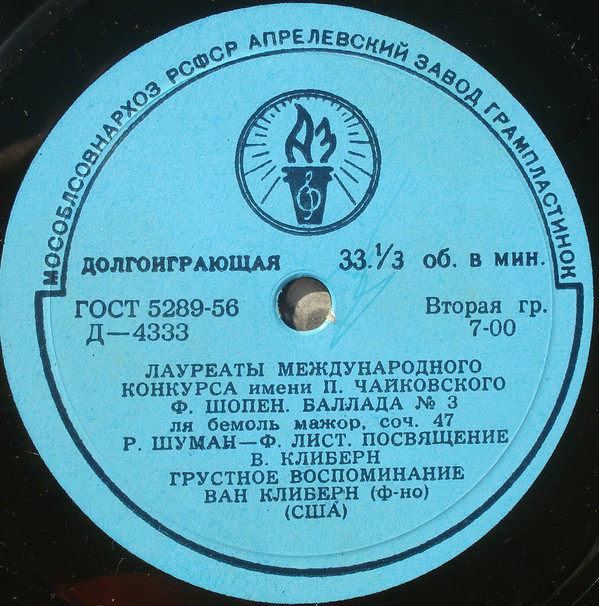 МОСОБЛСОВНАРХОЗ РСФСР АПРЕЛЕВСКИЙ ЗАВОД ГРАМПЛАСТИНОК
АЗ
ДОЛГОИГРАЮЩАЯ 33.⅓ об. в мин.
ГОСТ 5289-56 Вторая гр.
Д—4333 7-00
ЛАУРЕАТЫ МЕЖДУНАРОДНОГО
КОНКУРСА имени П. ЧАЙКОВСКОГО
Ф. ШОПЕН. БАЛЛАДА № 3
ля бемоль мажор, соч. 47
Р. ШУМАН—Ф. ЛИСТ. ПОСВЯЩЕНИЕ
В. КЛИБЕРН
ГРУСТНОЕ ВОСПОМИНАНИЕ
ВАН КЛИБЕРН (ф-но)
(США)